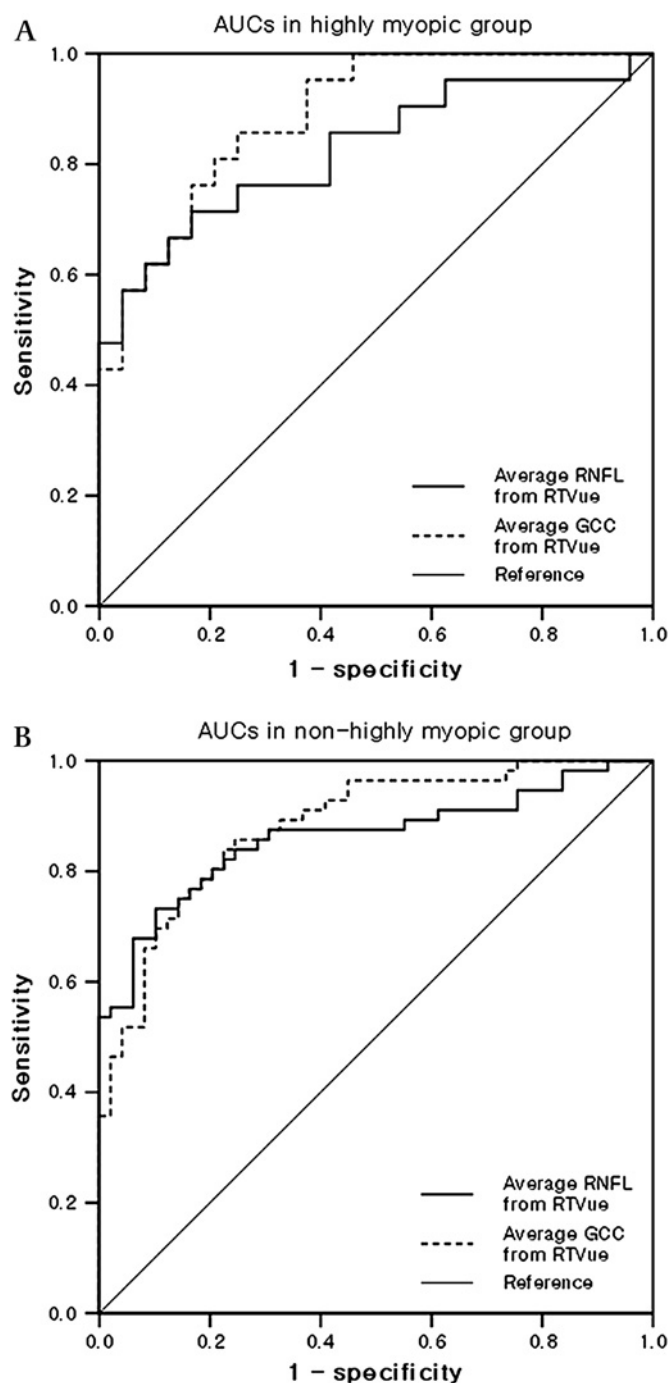 A
AUCs in highly myopic group
1.0
0.8
0.6
0.4
0.2
0.0
Sensitivity
Average RNFL
from RTVue
Average GCC
from RTVue
Reference
0.0 0.2 0.4 0.6 0.8 1.0
1 - specificity
B
AUCs in non-highly myopic group
1.0
0.8
0.6
0.4
0.2
0.0
Sensitivity
Average RNFL
from RTVue
Average GCC
from RTVue
Reference
0.0 0.2 0.4 0.6 0.8 1.0
1 - specificity